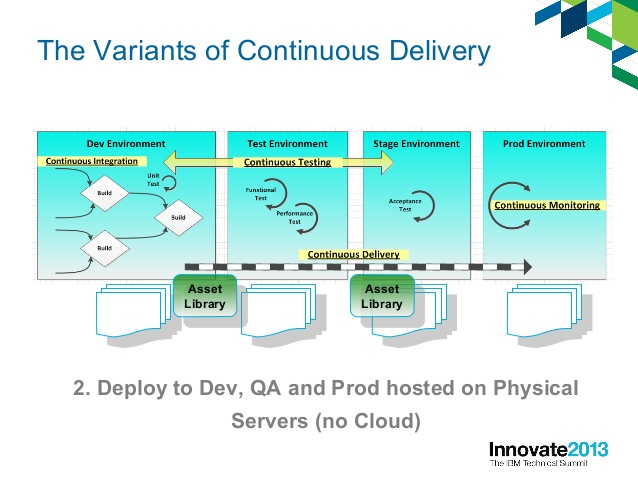 The Variants of Continuous Delivery
Dev Environment
Test Environment
Stage Environment
Prod Environment
Continuous Integration
Continuous Testing
Unit
Test
Build
Build
Build
Functional
Test
Performance
Test
Acceptance
Test
Continuous Monitoring
Continuous Delivery
Asset
Library
Asset
Library
2. Deploy to Dev, QA and Prod hosted on Physical
Servers (no Cloud)
Innovate2013
The IBM Technical Summit